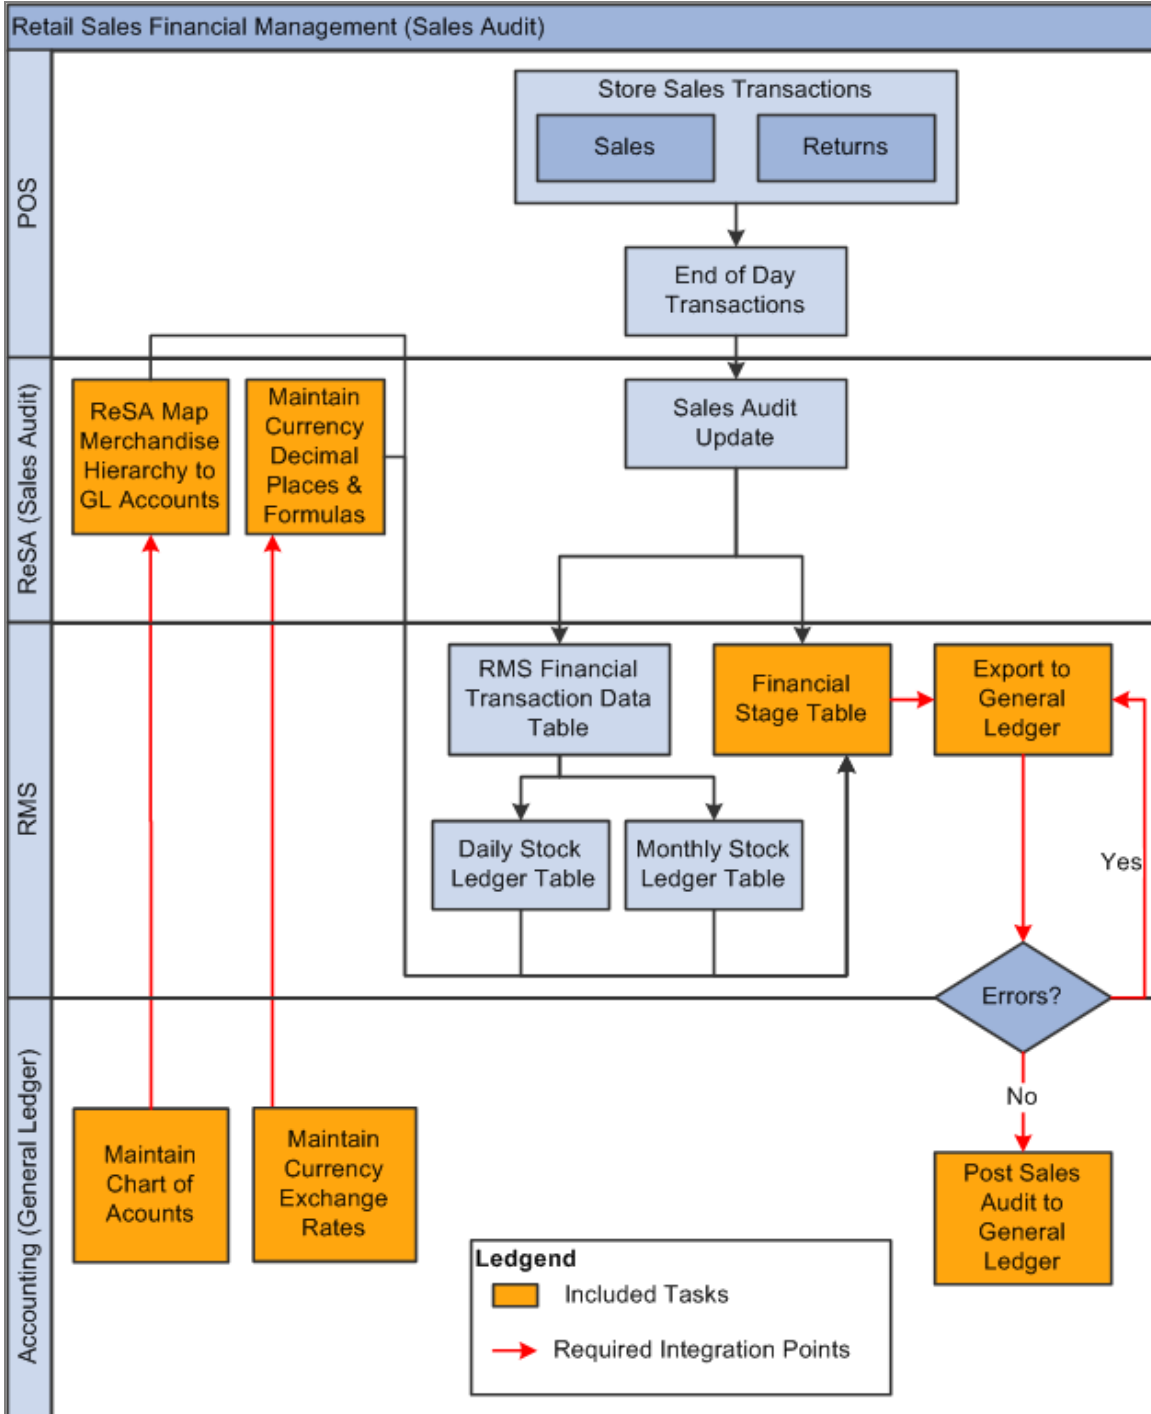 Retail Sales Financial Management (Sales Audit)
POS
Store Sales Transactions
Sales
Returns
End of Day
Transactions
ReSA (Sales Audit)
ReSA Map
Merchandise
Hierarchy to
GL Accounts
Maintain
Currency
Decimal
Places &
Formulas
Sales Audit
Update
RMS
RMS Financial
Transaction Data
Table
Financial
Stage Table
Export to
General
Ledger
Daily Stock
Ledger Table
Monthly Stock
Ledger Table
Yes
Errors?
No
Accounting (General Ledger)
Maintain
Chart of
Acounts
Maintain
Currency
Exchange
Rates
Post Sales
Audit to
General
Ledger
Ledgend
Included Tasks
Required Integration Points